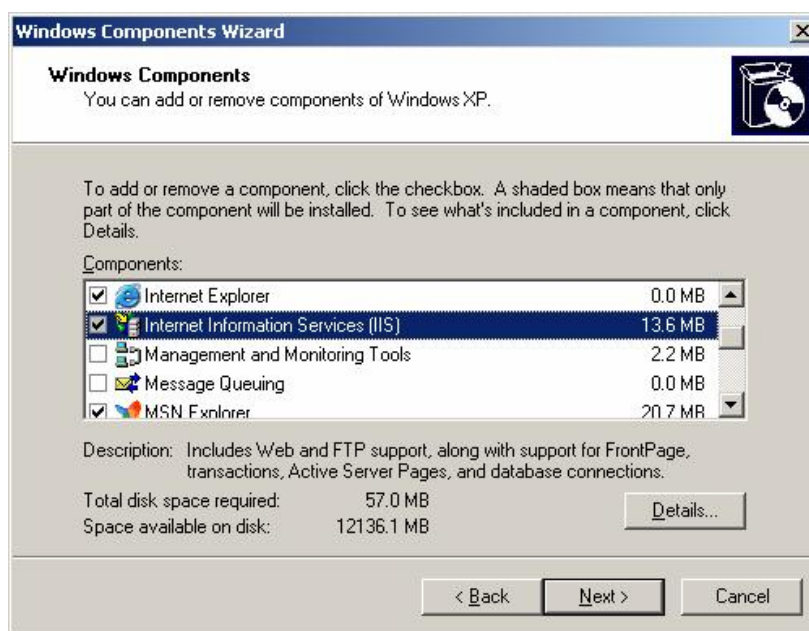 Windows Components Wizard
Windows Components
You can add or remove components of Windows XP.
To add or remove a component, click the checkbox. A shaded box means that only
part of the component will be installed. To see what's included in a component, click
Details.
Components:
Internet Explorer 0.0 MB
Internet Information Services (IIS) 13.6 MB
Management and Monitoring Tools 2.2 MB
Message Queuing 0.0 MB
MSN Explorer 20.7 MB
Description: Includes Web and FTP support, along with support for FrontPage,
transactions, Active Server Pages, and database connections.
Total disk space required: 57.0 MB
Space available on disk: 12136.1 MB
Details...
< Back Next > Cancel